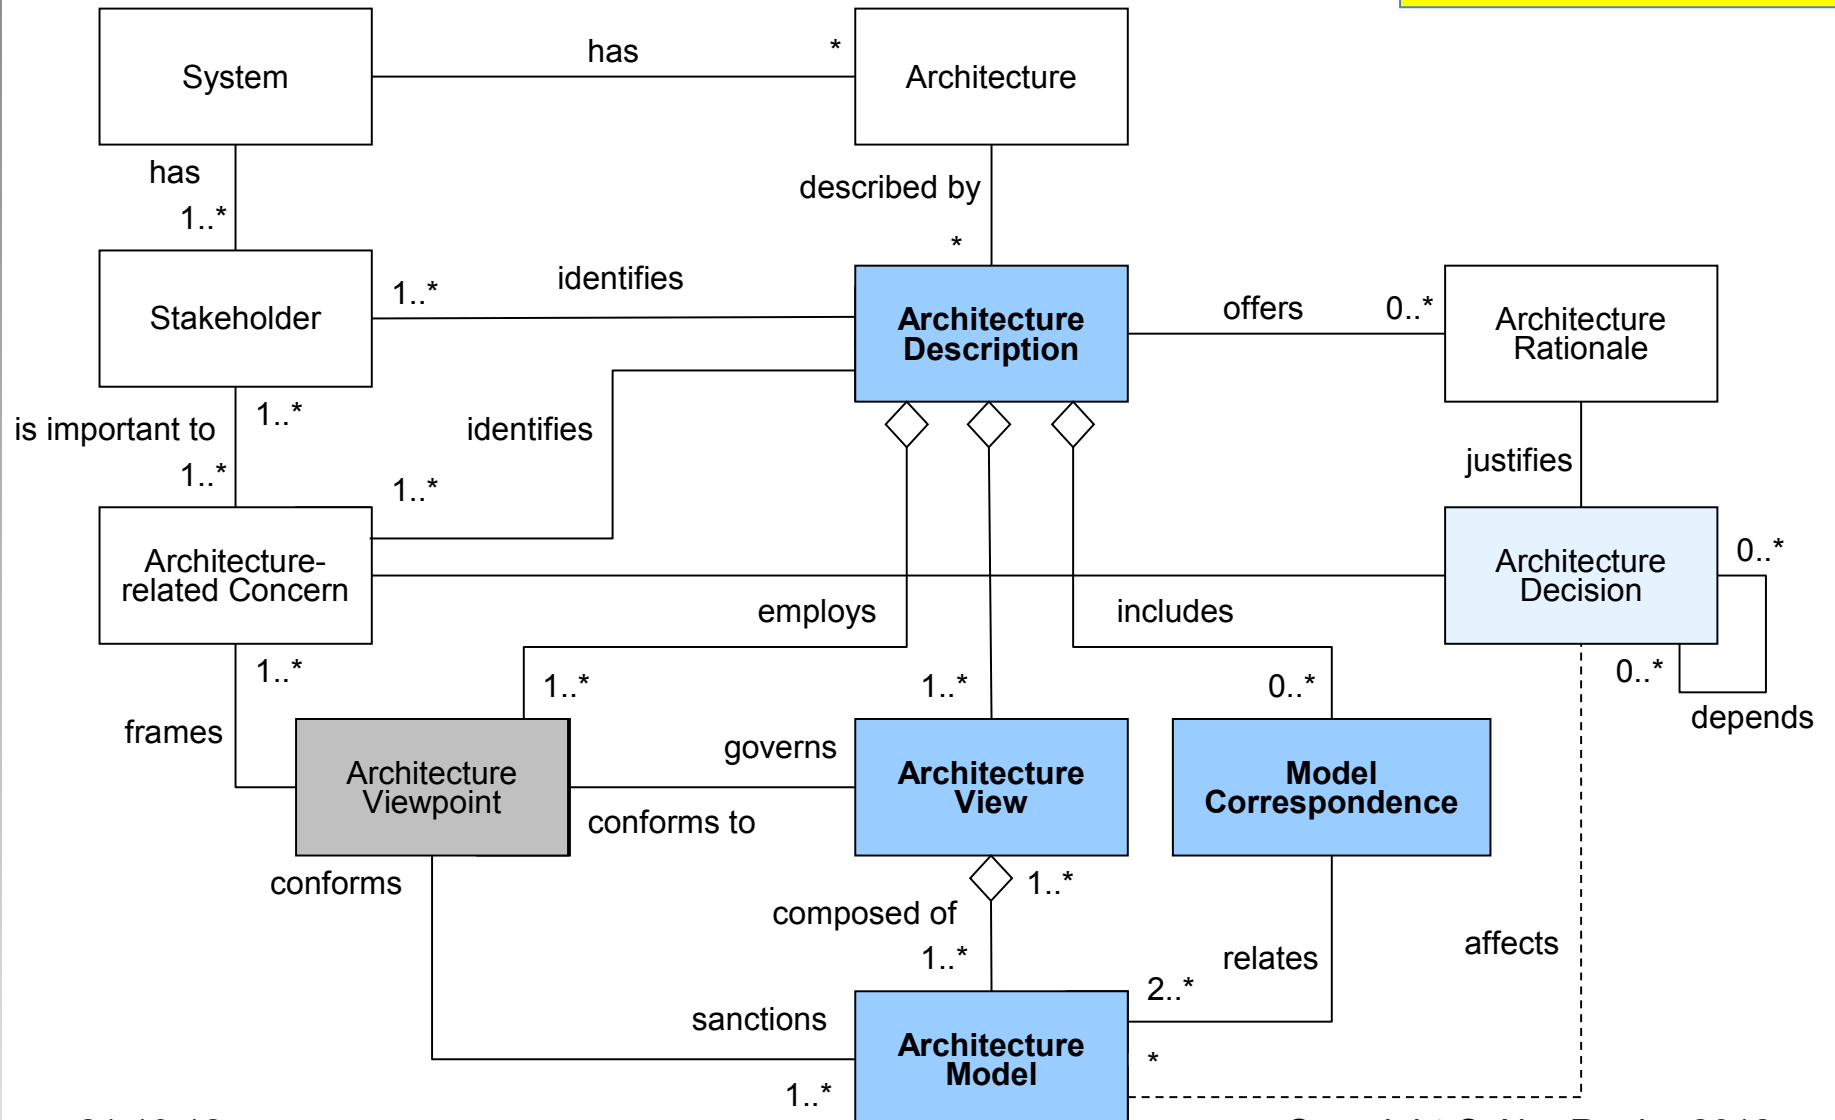 has
*
System
Architecture
has
described by
1..*
*
identifies
1..*
offers
0..*
Stakeholder
Architecture
Description
Architecture
Rationale
1..*
is important to
identifies
justifies
1..*
1..*
0..*
Architecture-
related Concern
Architecture
Decision
employs
includes
1..*
0..*
1..*
1..*
0..*
depends
frames
governs
Architecture
Viewpoint
Architecture
View
Model
Correspondence
conforms to
conforms
1..*
composed of
affects
1..*
relates
2..*
sanctions
Architecture
Model
*
1..*